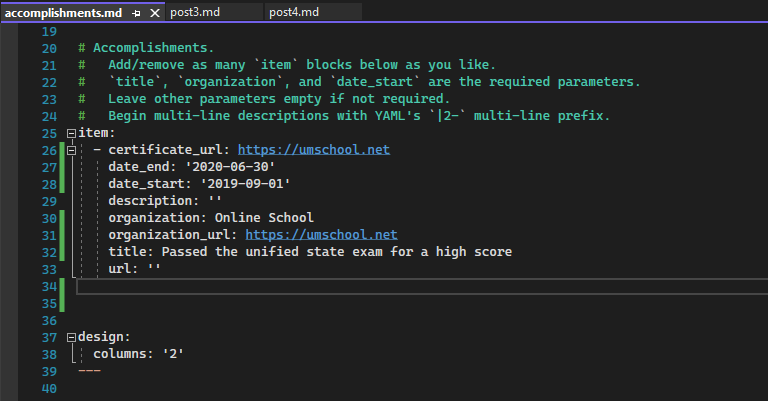 accomplishments.md post3.md post4.md
19
20 # Accomplishments.
21 #   Add/remove as many `item` blocks below as you like.
22 #   `title`, `organization`, and `date_start` are the required parameters.
23 #   Leave other parameters empty if not required.
24 #   Begin multi-line descriptions with YAML's `|2-` multi-line prefix.
25 item:
26   - certificate_url: https://umschool.net
27     date_end: '2020-06-30'
28     date_start: '2019-09-01'
29     description: ''
30     organization: Online School
31     organization_url: https://umschool.net
32     title: Passed the unified state exam for a high score
33     url: ''
34
35
36
37 design:
38   columns: '2'
39 ---
40